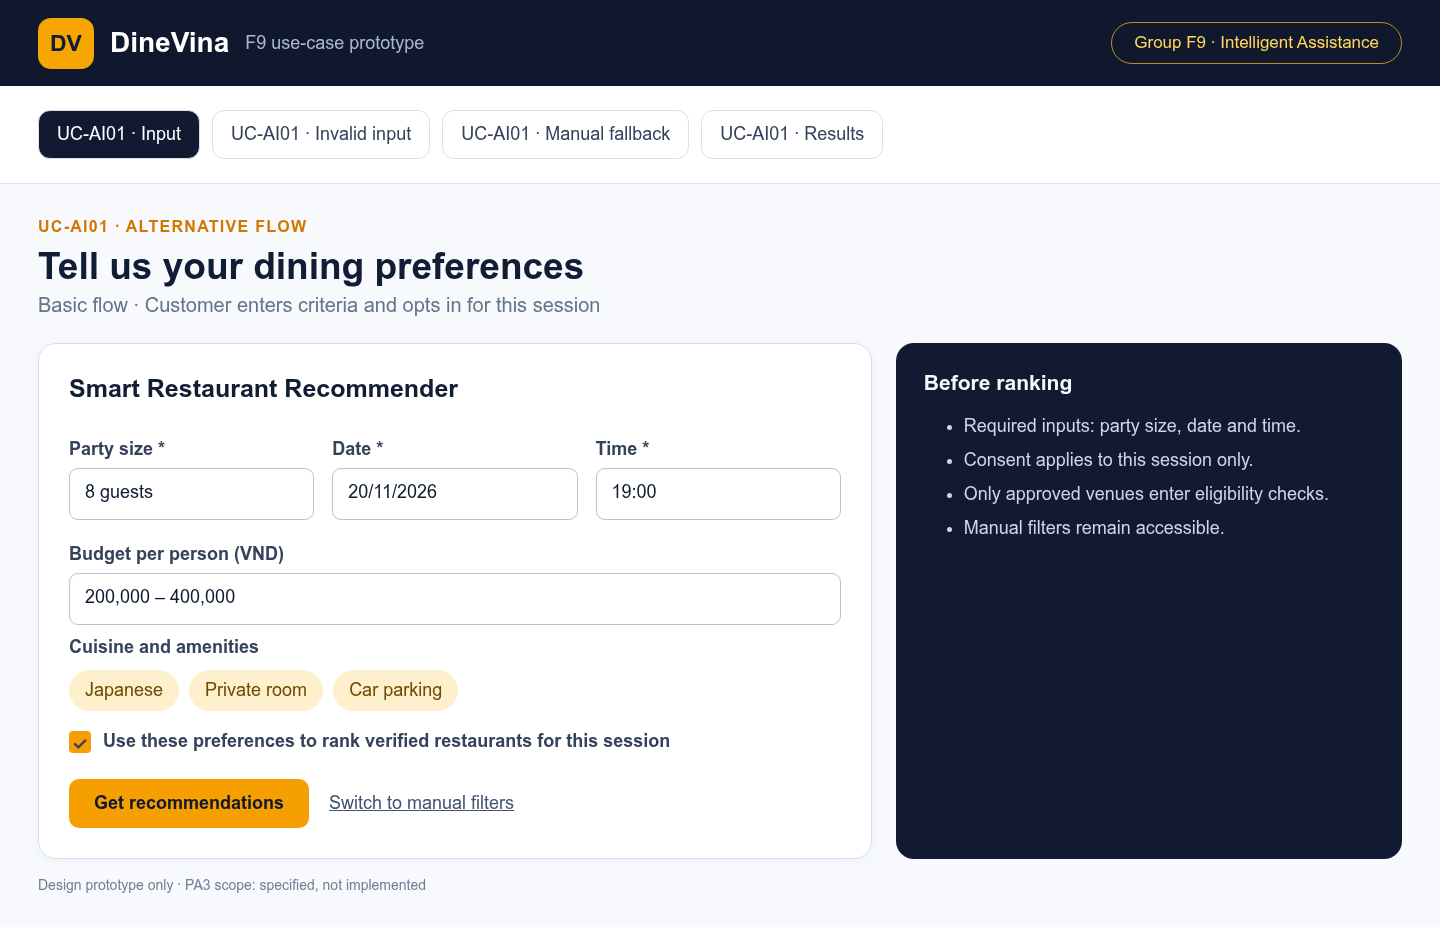 DV DineVina F9 use-case prototype Group F9 · Intelligent Assistance
UC-AI01 · Input UC-AI01 · Invalid input UC-AI01 · Manual fallback UC-AI01 · Results
UC-AI01 · ALTERNATIVE FLOW
Tell us your dining preferences
Basic flow · Customer enters criteria and opts in for this session
Smart Restaurant Recommender
Party size * Date * Time *
8 guests 20/11/2026 19:00
Budget per person (VND)
200,000 – 400,000
Cuisine and amenities
Japanese Private room Car parking
Use these preferences to rank verified restaurants for this session
Get recommendations Switch to manual filters
Before ranking
Required inputs: party size, date and time.
Consent applies to this session only.
Only approved venues enter eligibility checks.
Manual filters remain accessible.
Design prototype only · PA3 scope: specified, not implemented